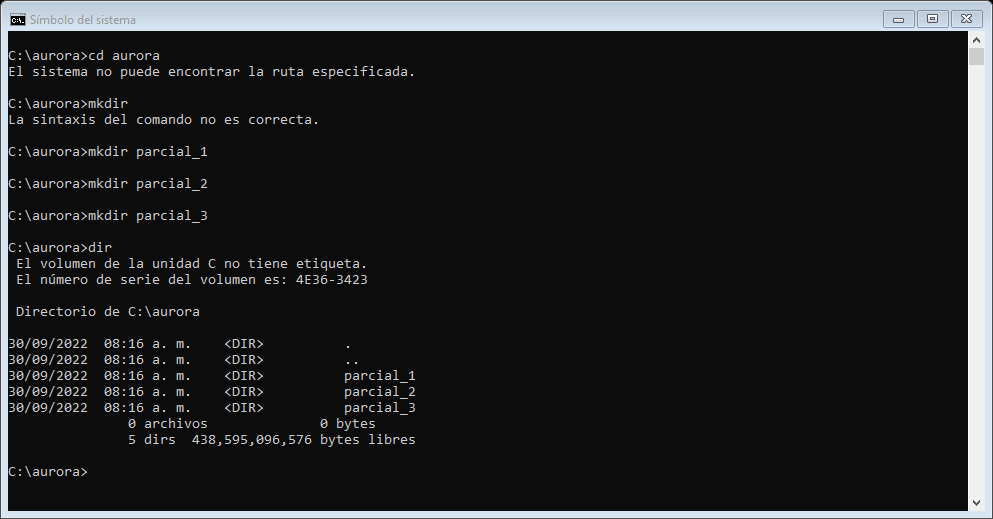 Símbolo del sistema
C:\aurora>cd aurora
El sistema no puede encontrar la ruta especificada.
C:\aurora>mkdir
La sintaxis del comando no es correcta.
C:\aurora>mkdir parcial_1
C:\aurora>mkdir parcial_2
C:\aurora>mkdir parcial_3
C:\aurora>dir
 El volumen de la unidad C no tiene etiqueta.
 El número de serie del volumen es: 4E36-3423
 Directorio de C:\aurora
30/09/2022  08:16 a. m.    <DIR>          .
30/09/2022  08:16 a. m.    <DIR>          ..
30/09/2022  08:16 a. m.    <DIR>          parcial_1
30/09/2022  08:16 a. m.    <DIR>          parcial_2
30/09/2022  08:16 a. m.    <DIR>          parcial_3
               0 archivos              0 bytes
               5 dirs  438,595,096,576 bytes libres
C:\aurora>